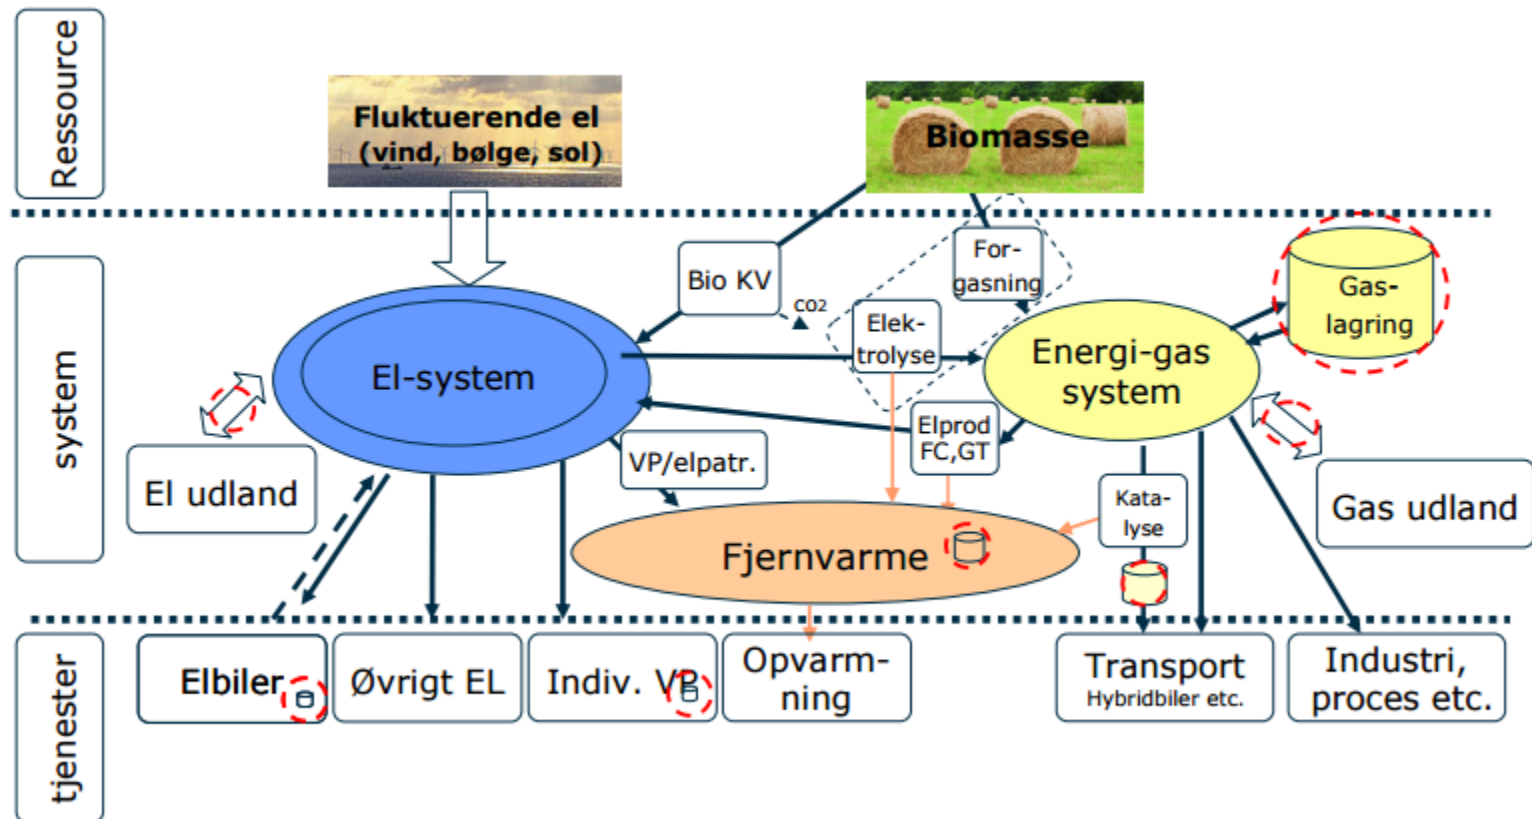 Ressource
Fluktuerende el
(vind, bølge, sol)
Biomasse
system
Bio KV
CO2
For-
gasning
Elek-
trolyse
Gas-
lagring
El-system
Energi-gas
system
El udland
VP/elpatr.
Elprod
FC,GT
Kata-
lyse
Gas udland
Fjernvarme
tjenester
Elbiler
Øvrigt EL
Indiv. VP
Opvarm-
ning
Transport
Hybridbiler etc.
Industri,
proces etc.